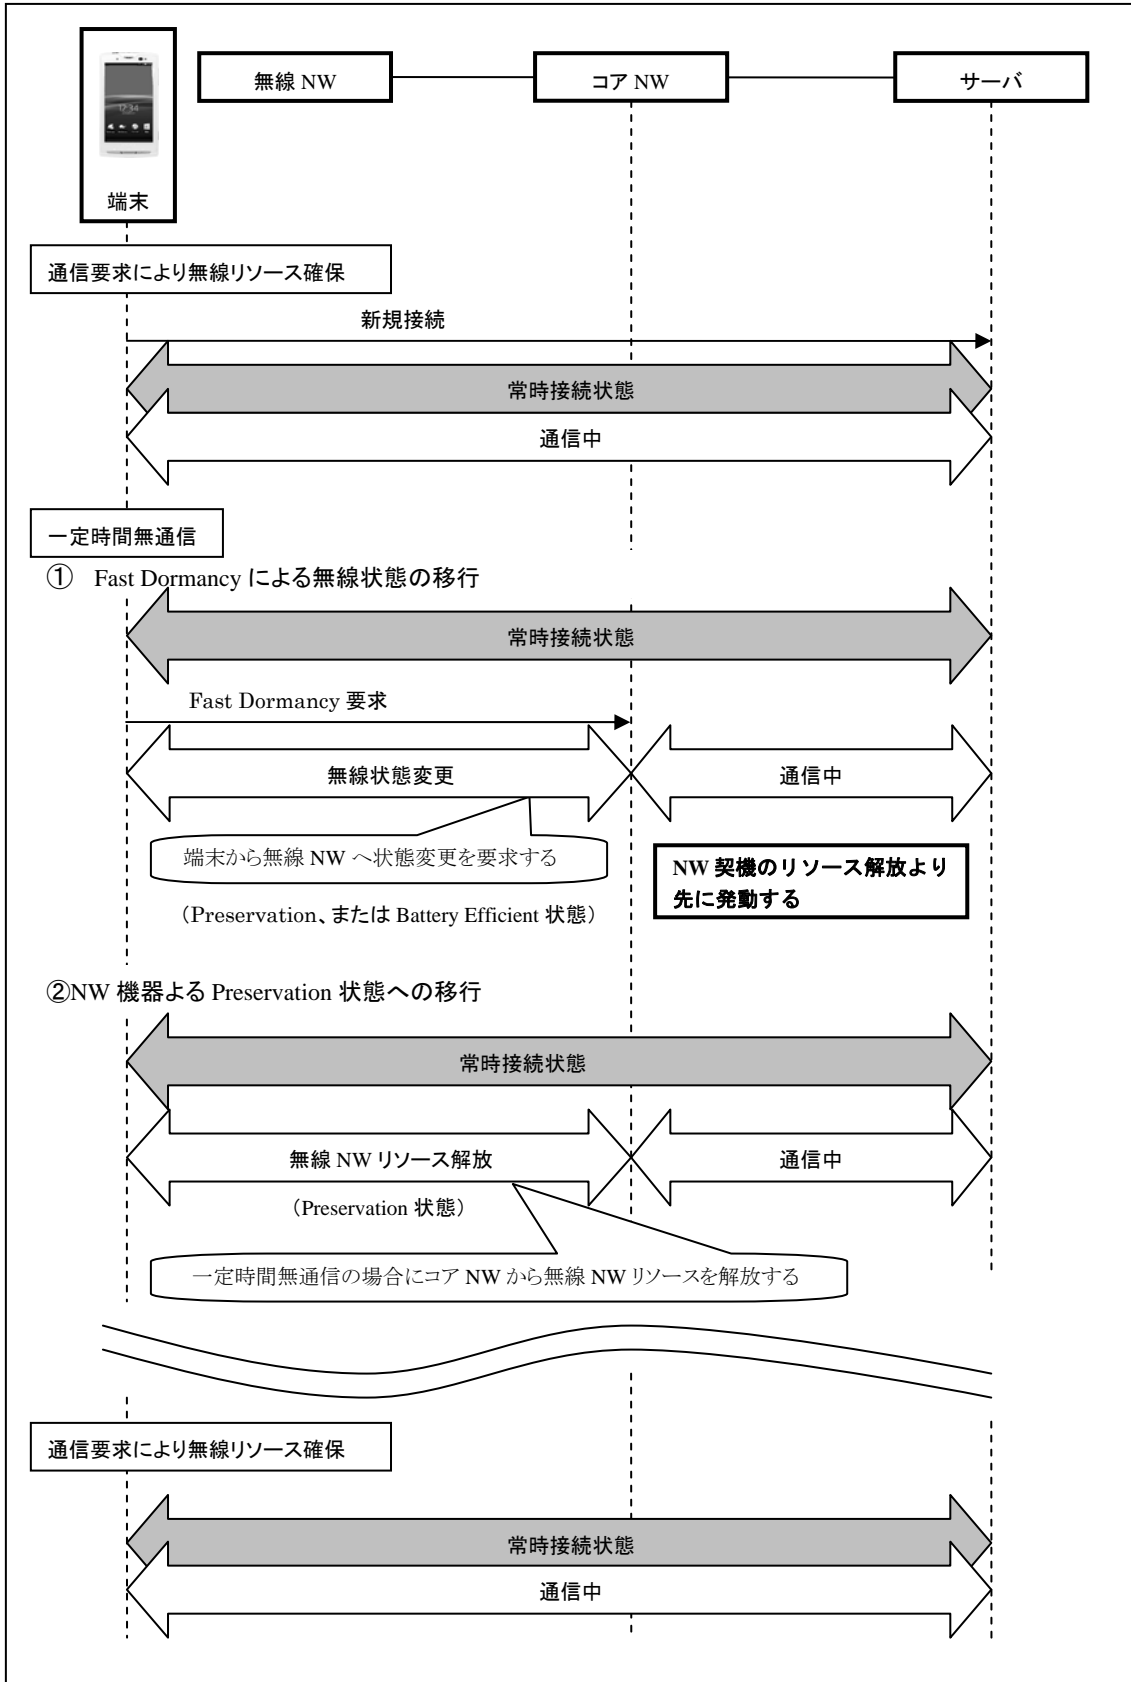 無線 NW
コア NW
サーバ
12:34
端末
通信要求により無線リソース確保
新規接続
常時接続状態
通信中
一定時間無通信
① Fast Dormancy による無線状態の移行
常時接続状態
Fast Dormancy 要求
無線状態変更
通信中
端末から無線 NW へ状態変更を要求する
NW 契機のリソース解放より
先に発動する
（Preservation、または Battery Efficient 状態）
②NW 機器よる Preservation 状態への移行
常時接続状態
無線 NW リソース解放
通信中
（Preservation 状態）
一定時間無通信の場合にコア NW から無線 NW リソースを解放する
通信要求により無線リソース確保
常時接続状態
通信中